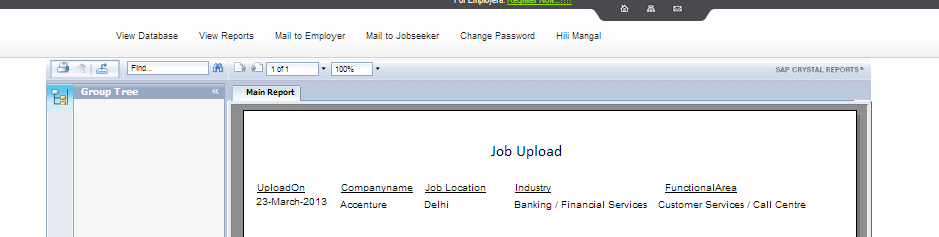 For Employers: Register Now...!!!!
View Database View Reports Mail to Employer Mail to Jobseeker Change Password Hiii Mangal
Find... 1 of 1 100% SAP CRYSTAL REPORTS
Group Tree «
Main Report
Job Upload
UploadOn Companyname Job Location Industry FunctionalArea
23-March-2013 Accenture Delhi Banking / Financial Services Customer Services / Call Centre